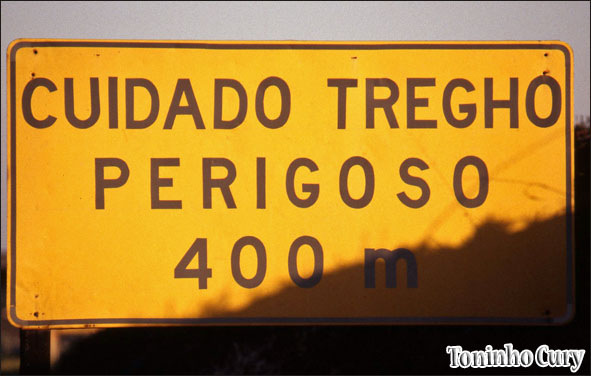 CUIDADO TREGHO
PERIGOSO
400 m
Toninho Cury